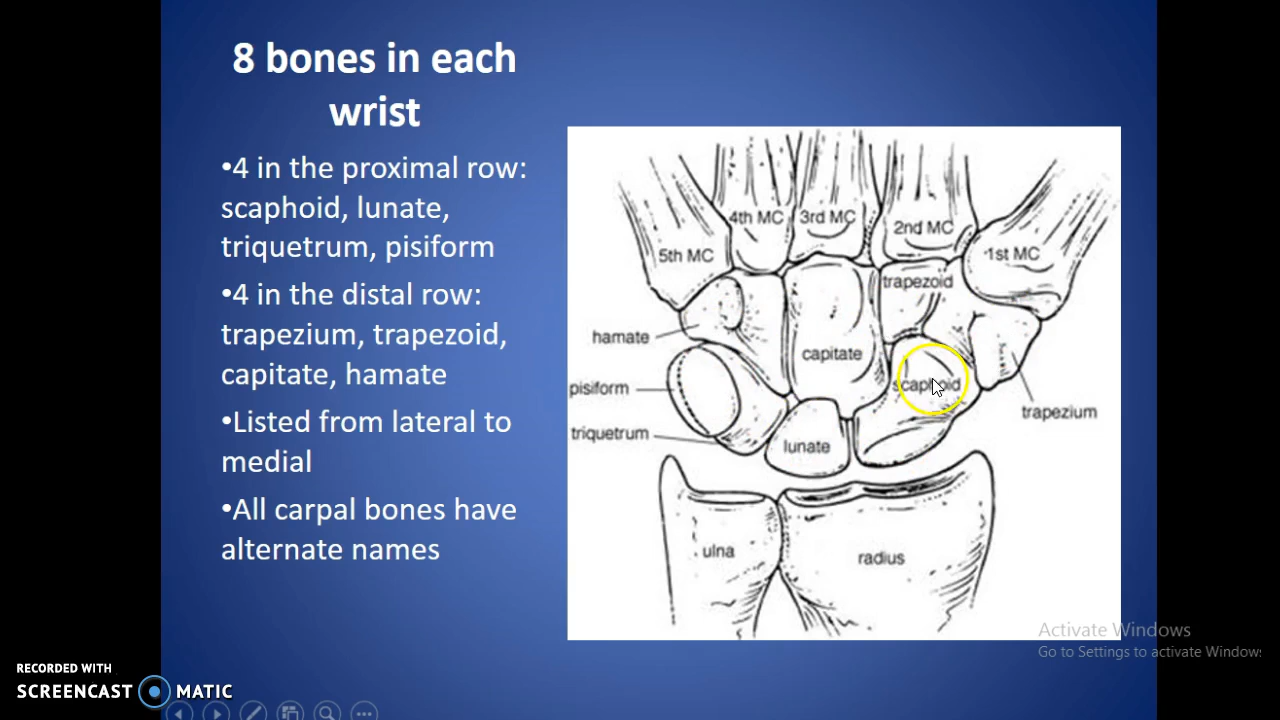 8 bones in each
wrist
•4 in the proximal row:
scaphoid, lunate,
triquetrum, pisiform
•4 in the distal row:
trapezium, trapezoid,
capitate, hamate
•Listed from lateral to
medial
•All carpal bones have
alternate names
4th MC
3rd MC
2nd MC
5th MC
1st MC
trapezoid
hamate
capitate
scaphoid
pisiform
trapezium
triquetrum
lunate
ulna
radius
Activate Windows
Go to Settings to activate Windows
RECORDED WITH
SCREENCAST MATIC